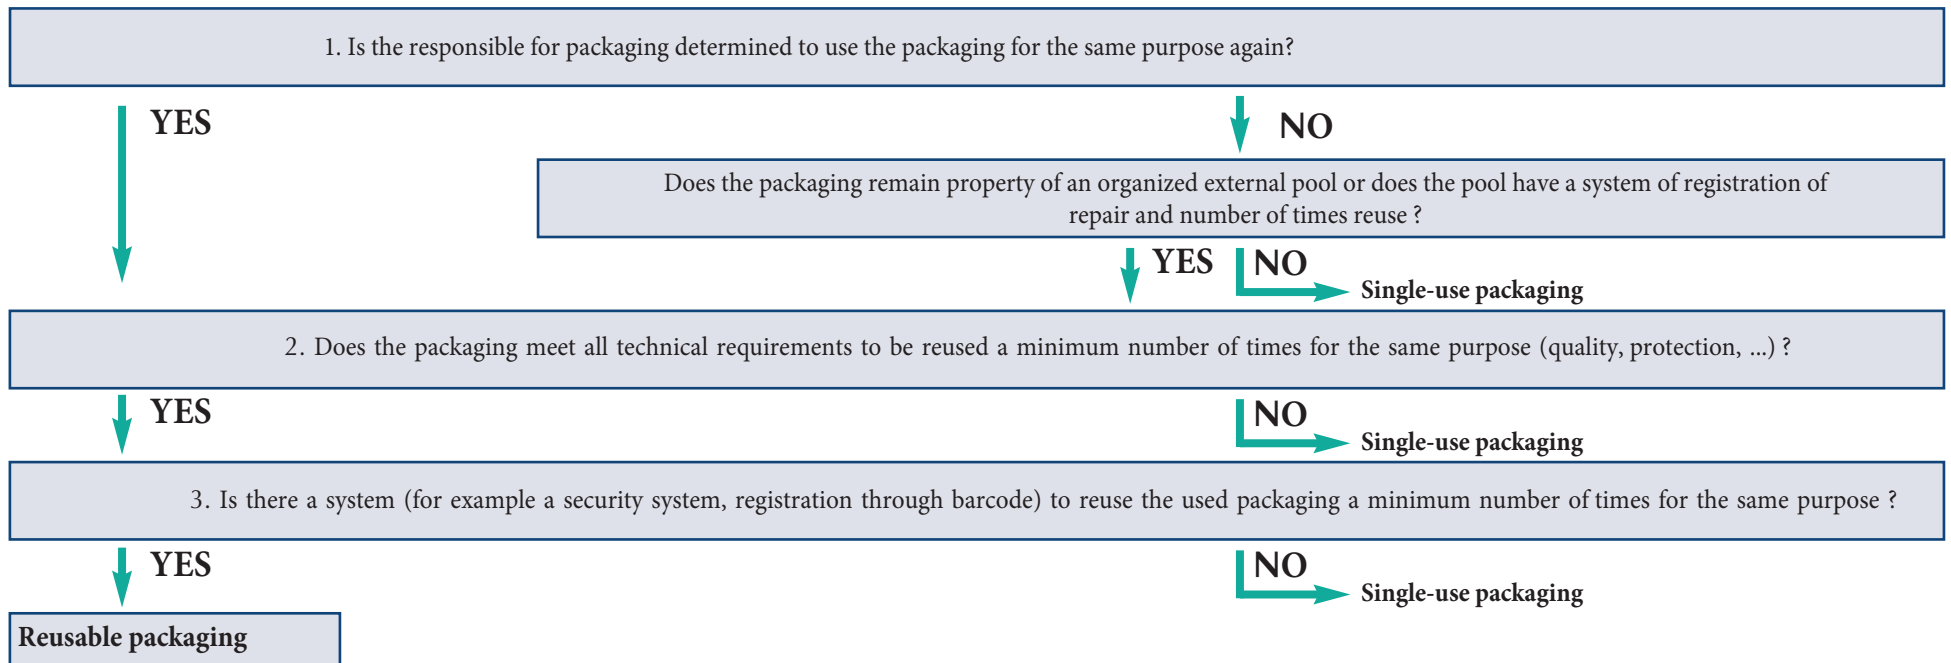 1. Is the responsible for packaging determined to use the packaging for the same purpose again?
YES
NO
Does the packaging remain property of an organized external pool or does the pool have a system of registration of
repair and number of times reuse ?
YES
NO
Single-use packaging
2. Does the packaging meet all technical requirements to be reused a minimum number of times for the same purpose (quality, protection, ...) ?
YES
NO
Single-use packaging
3. Is there a system (for example a security system, registration through barcode) to reuse the used packaging a minimum number of times for the same purpose ?
YES
NO
Single-use packaging
Reusable packaging